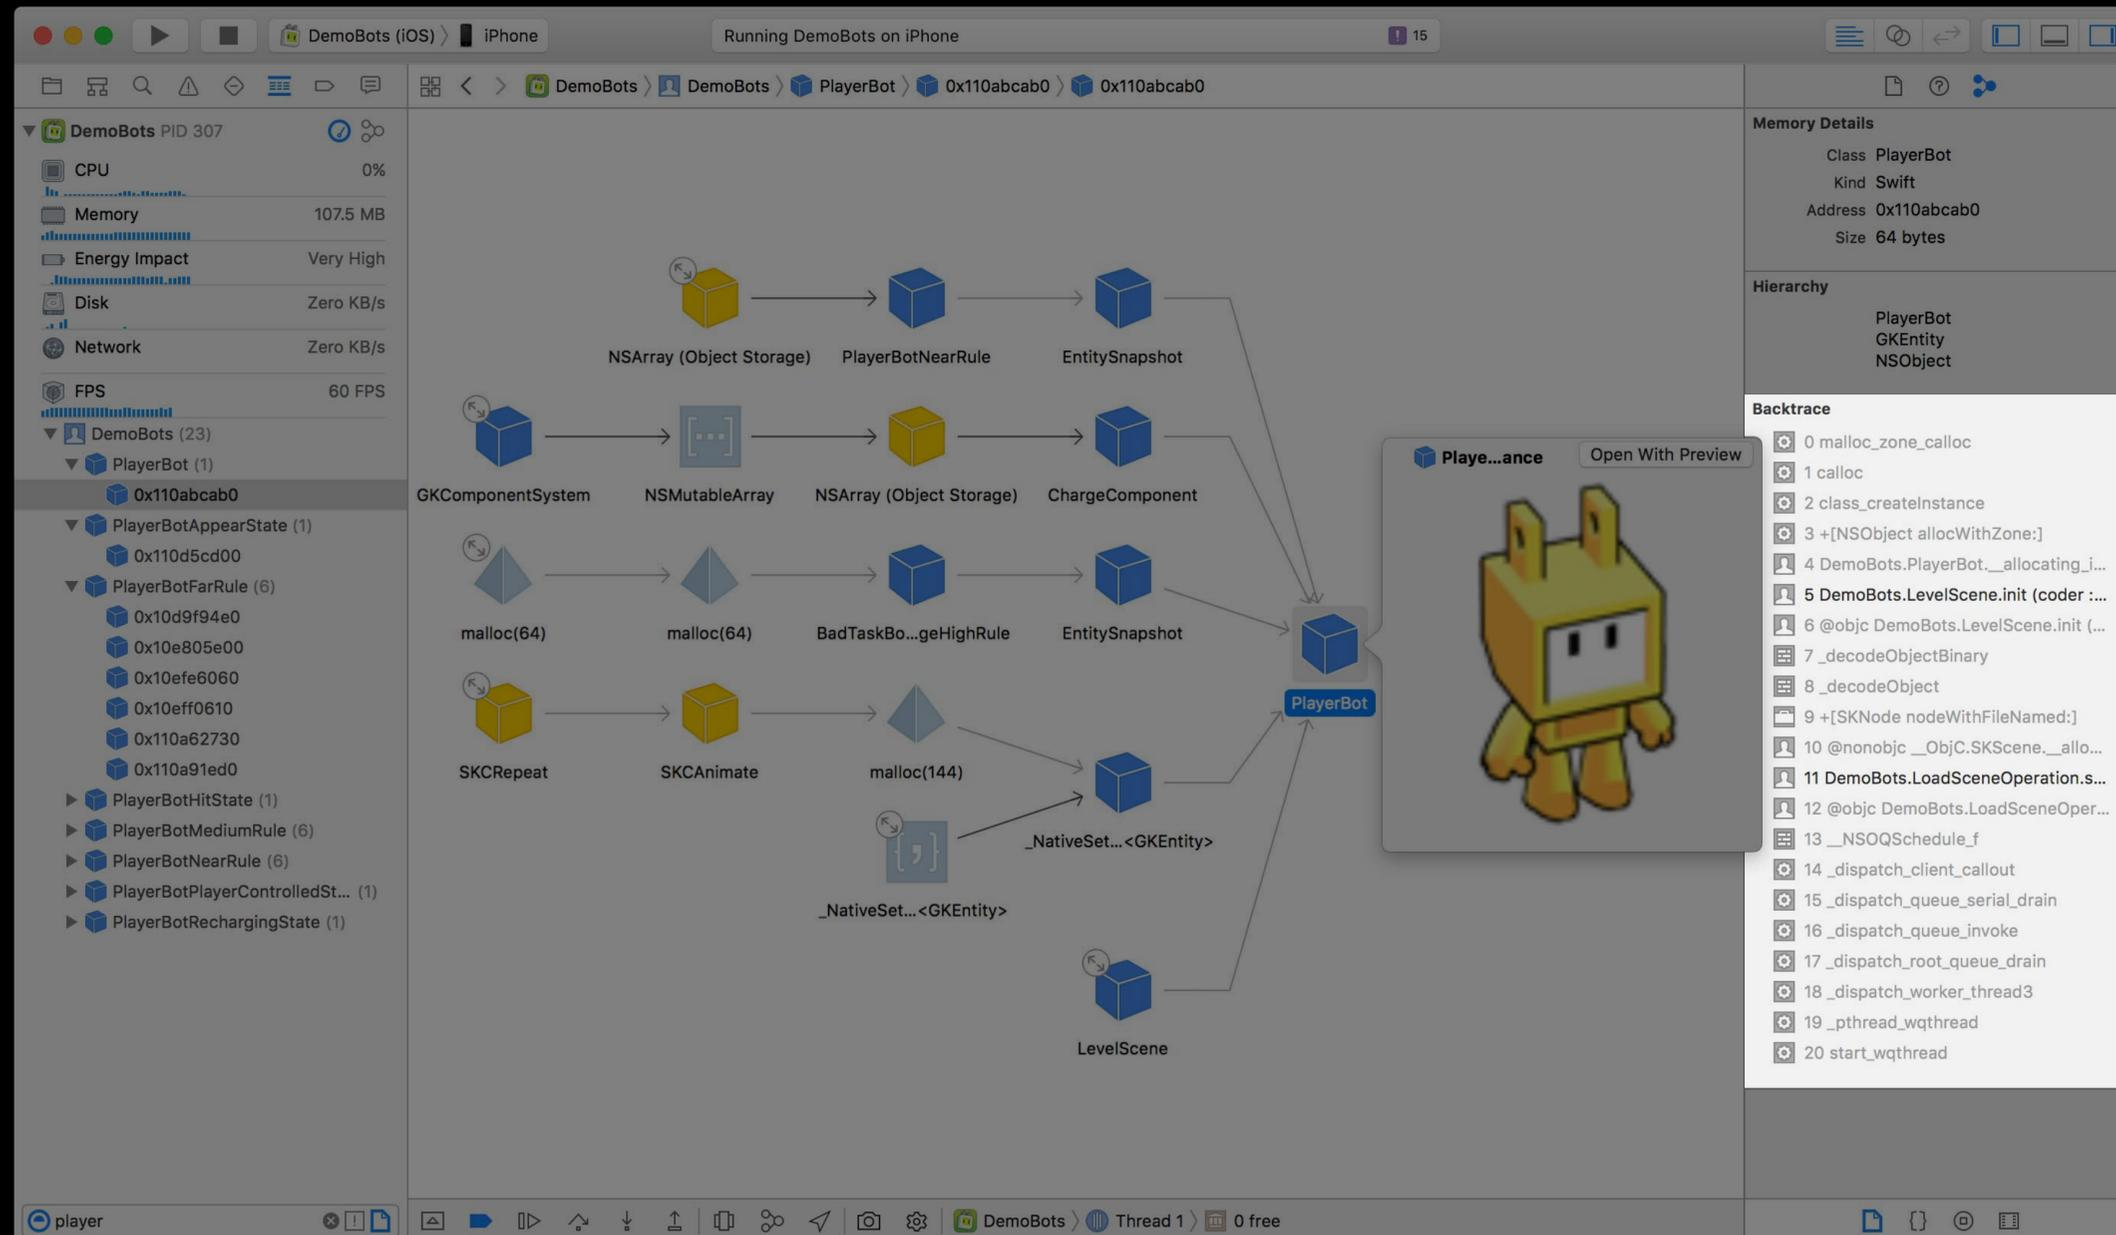 DemoBots (iOS) iPhone
Running DemoBots on iPhone
15
DemoBots DemoBots PlayerBot 0x110abcab0 0x110abcab0
DemoBots PID 307
CPU 0%
Memory 107.5 MB
Energy Impact Very High
Disk Zero KB/s
Network Zero KB/s
FPS 60 FPS
DemoBots (23)
PlayerBot (1)
0x110abcab0
PlayerBotAppearState (1)
0x110d5cd00
PlayerBotFarRule (6)
0x10d9f94e0
0x10e805e00
0x10efe6060
0x10eff0610
0x110a62730
0x110a91ed0
PlayerBotHitState (1)
PlayerBotMediumRule (6)
PlayerBotNearRule (6)
PlayerBotPlayerControlledSt... (1)
PlayerBotRechargingState (1)
player
NSArray (Object Storage) PlayerBotNearRule EntitySnapshot
GKComponentSystem NSMutableArray NSArray (Object Storage) ChargeComponent
malloc(64) malloc(64) BadTaskBo...geHighRule EntitySnapshot
SKCRepeat SKCAnimate malloc(144)
_NativeSet...<GKEntity>
_NativeSet...<GKEntity>
LevelScene
PlayerBot
Playe...ance Open With Preview
Memory Details
Class PlayerBot
Kind Swift
Address 0x110abcab0
Size 64 bytes
Hierarchy
PlayerBot
GKEntity
NSObject
Backtrace
0 malloc_zone_calloc
1 calloc
2 class_createInstance
3 +[NSObject allocWithZone:]
4 DemoBots.PlayerBot.__allocating_i...
5 DemoBots.LevelScene.init (coder :...
6 @objc DemoBots.LevelScene.init (...
7 _decodeObjectBinary
8 _decodeObject
9 +[SKNode nodeWithFileNamed:]
10 @nonobjc __ObjC.SKScene.__allo...
11 DemoBots.LoadSceneOperation.s...
12 @objc DemoBots.LoadSceneOper...
13 __NSOQSchedule_f
14 _dispatch_client_callout
15 _dispatch_queue_serial_drain
16 _dispatch_queue_invoke
17 _dispatch_root_queue_drain
18 _dispatch_worker_thread3
19 _pthread_wqthread
20 start_wqthread
DemoBots Thread 1 0 free